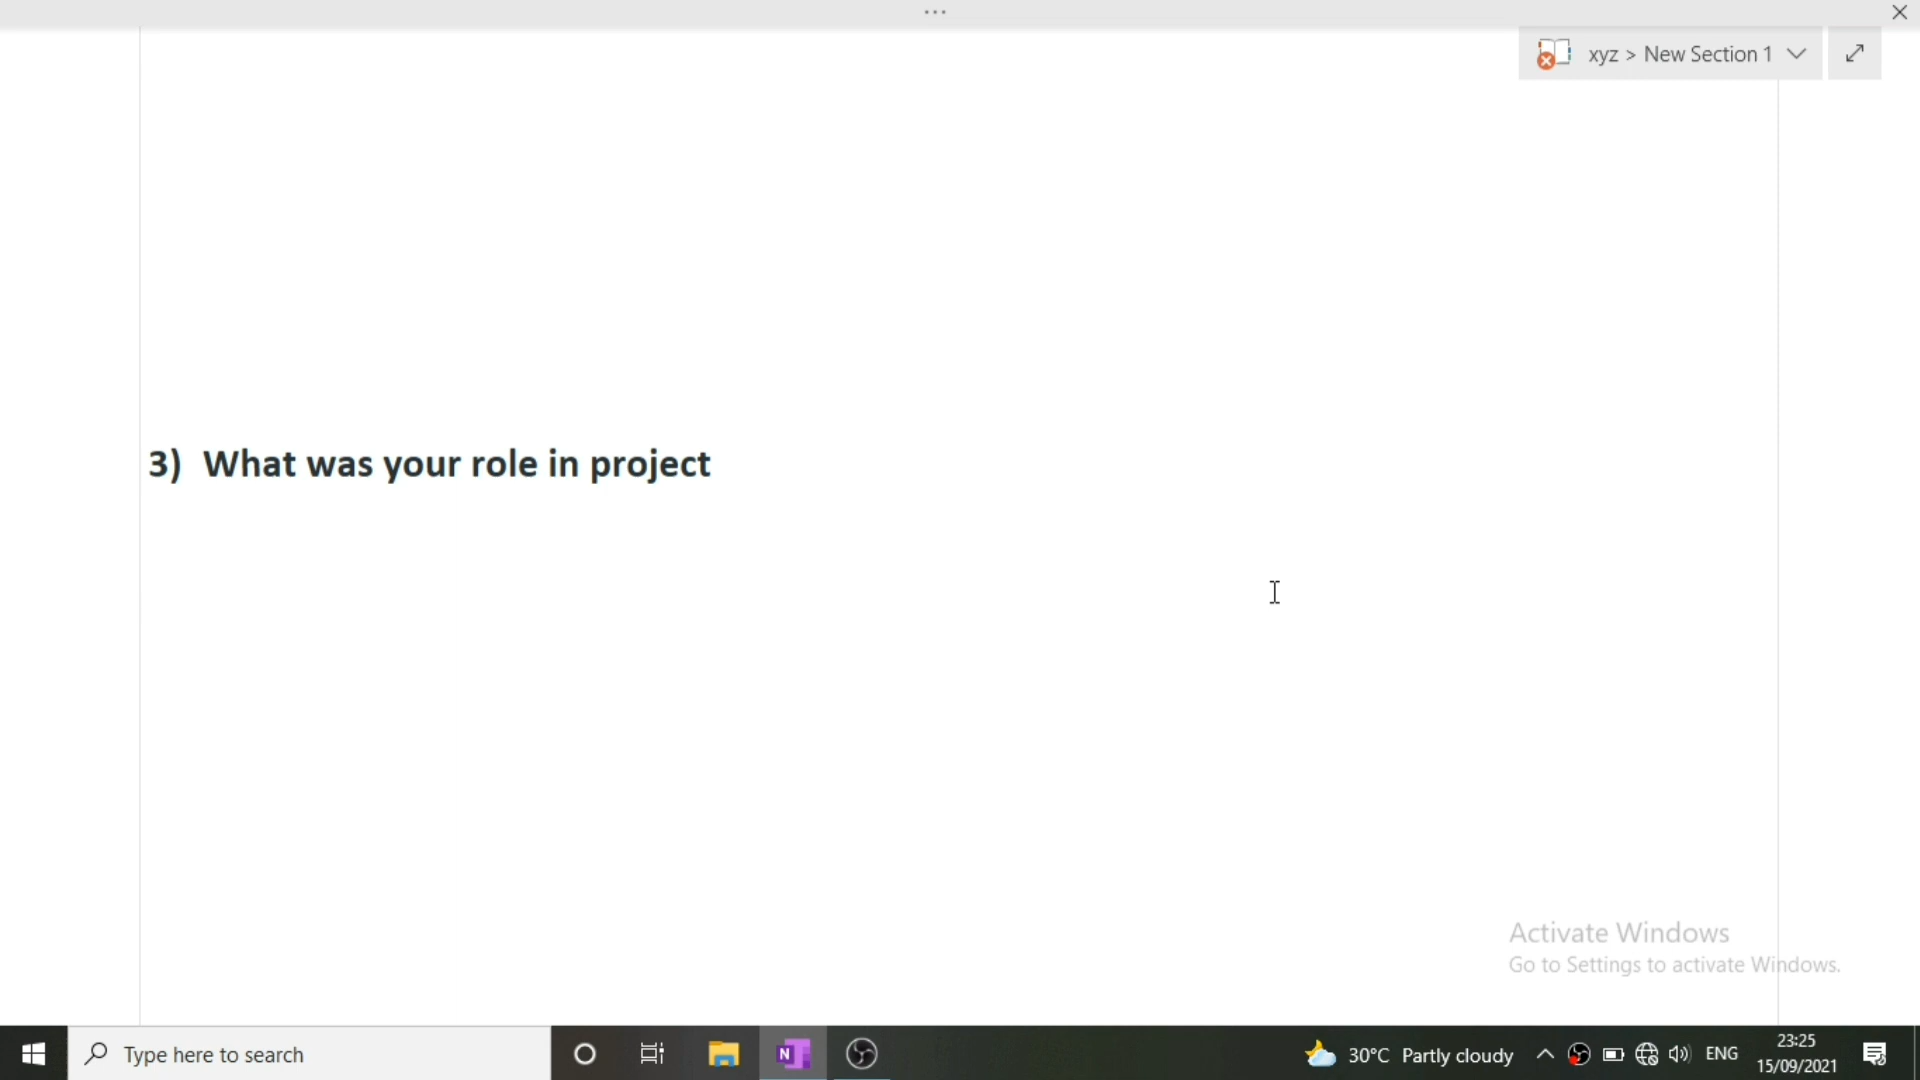 xyz > New Section 1
3) What was your role in project
Activate Windows
Go to Settings to activate Windows.
Type here to search
N
30°C Partly cloudy
ENG
23:25
15/09/2021